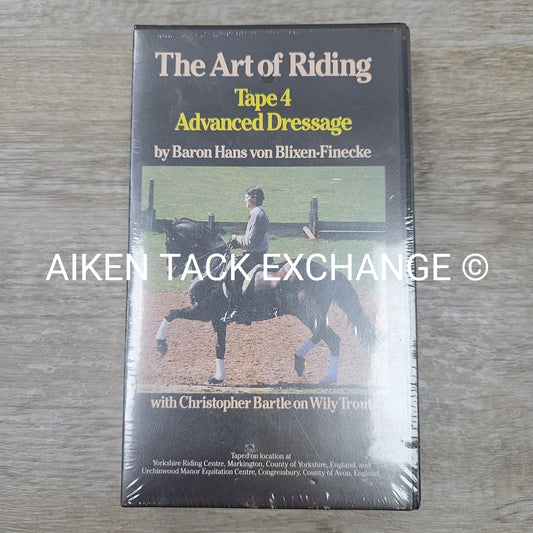 The Art of Riding
Tape 4
Advanced Dressage
by Baron Hans von Blixen-Finecke
AIKEN TACK EXCHANGE ©
with Christopher Bartle on Wily Trout
Taped on location at
Yorkshire Riding Centre, Markington, County of Yorkshire, England, and
Urchinwood Manor Equitation Centre, Congresbury, County of Avon, England